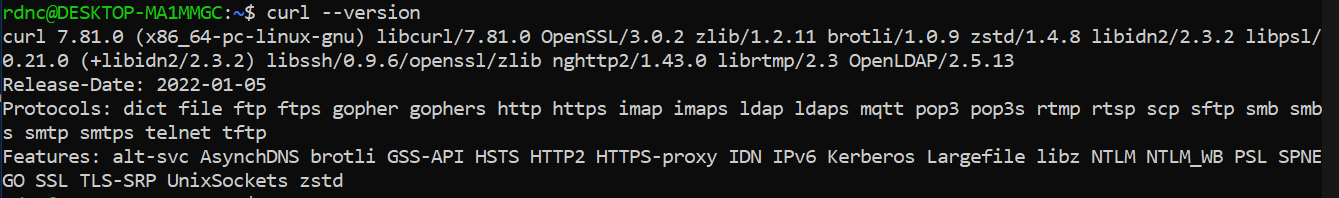 rdnc@DESKTOP-MA1MMGC:~$ curl --version
curl 7.81.0 (x86_64-pc-linux-gnu) libcurl/7.81.0 OpenSSL/3.0.2 zlib/1.2.11 brotli/1.0.9 zstd/1.4.8 libidn2/2.3.2 libpsl/
0.21.0 (+libidn2/2.3.2) libssh/0.9.6/openssl/zlib nghttp2/1.43.0 librtmp/2.3 OpenLDAP/2.5.13
Release-Date: 2022-01-05
Protocols: dict file ftp ftps gopher gophers http https imap imaps ldap ldaps mqtt pop3 pop3s rtmp rtsp scp sftp smb smb
s smtp smtps telnet tftp
Features: alt-svc AsynchDNS brotli GSS-API HSTS HTTP2 HTTPS-proxy IDN IPv6 Kerberos Largefile libz NTLM NTLM_WB PSL SPNE
GO SSL TLS-SRP UnixSockets zstd